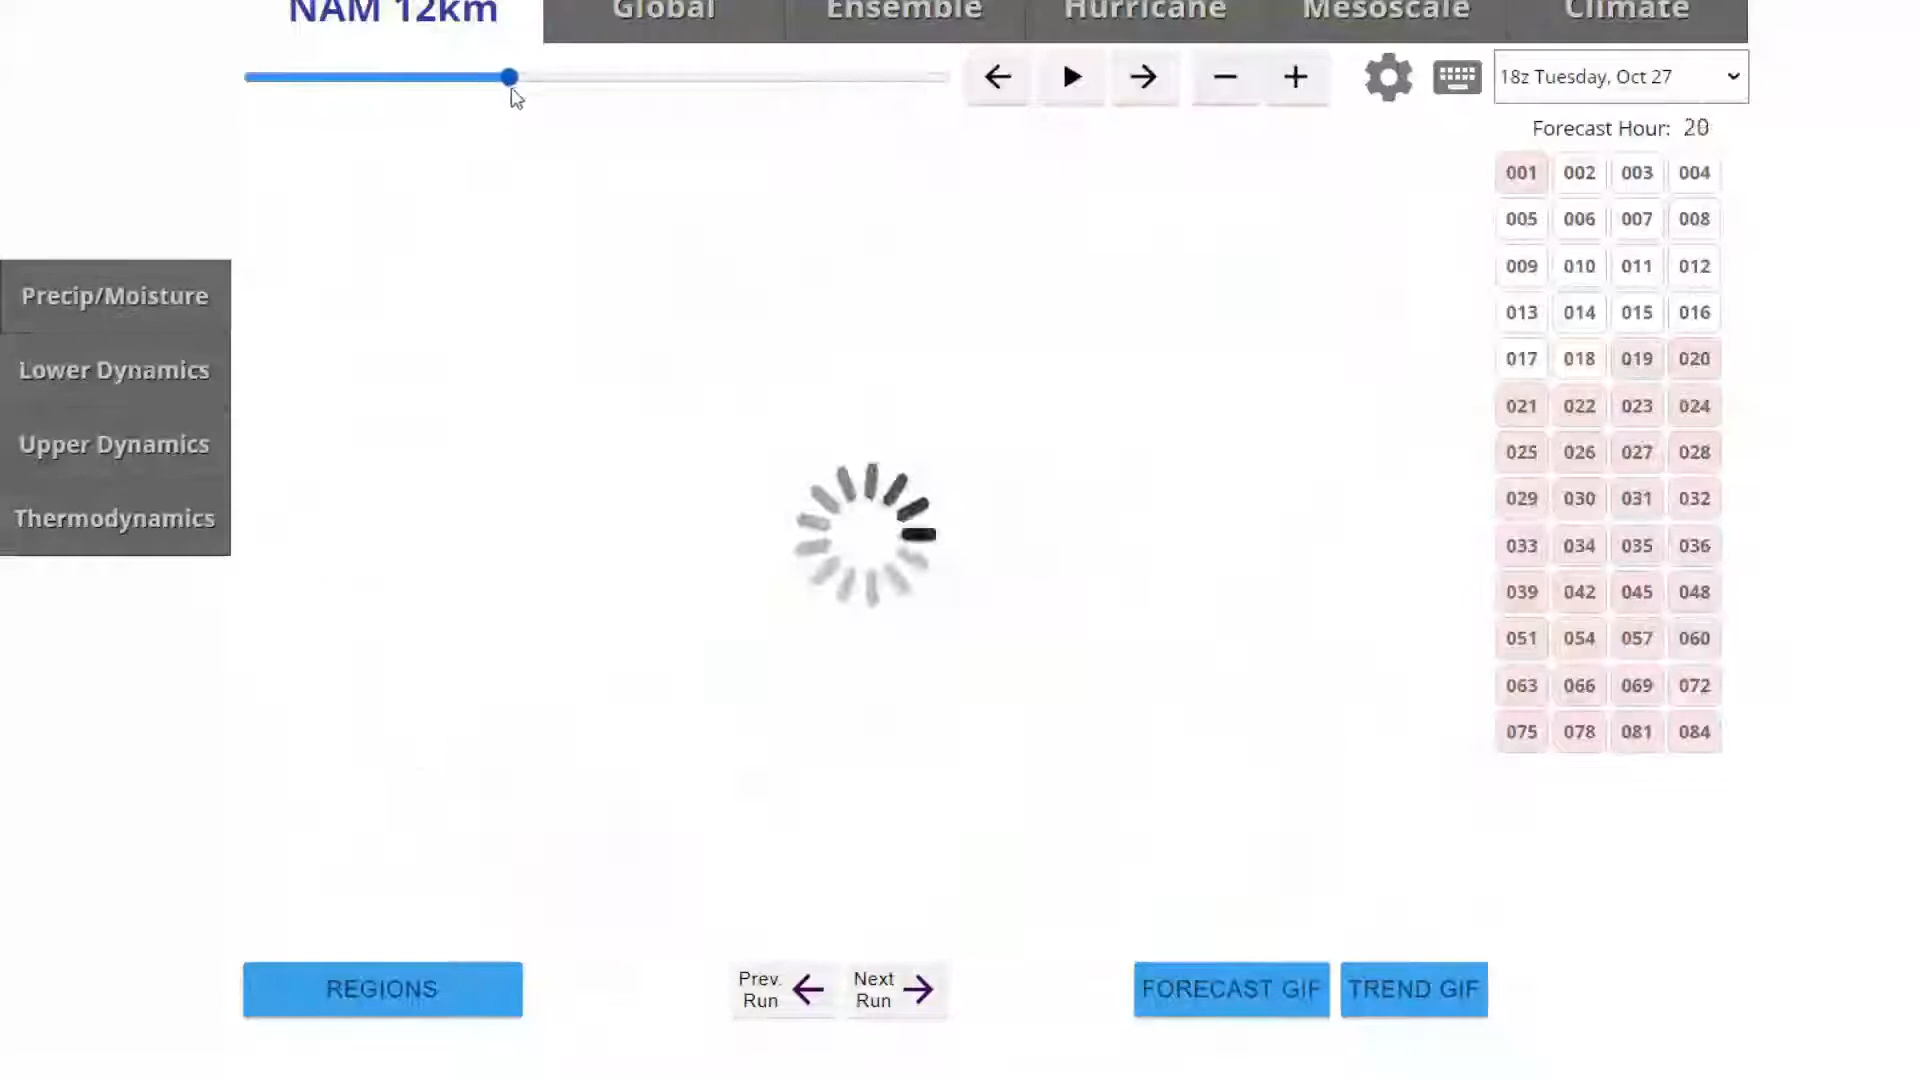 NAM 12km Global Ensemble Hurricane Mesoscale Climate
18z Tuesday, Oct 27
Forecast Hour: 20
001 002 003 004
005 006 007 008
009 010 011 012
013 014 015 016
017 018 019 020
021 022 023 024
025 026 027 028
029 030 031 032
033 034 035 036
039 042 045 048
051 054 057 060
063 066 069 072
075 078 081 084
Precip/Moisture
Lower Dynamics
Upper Dynamics
Thermodynamics
REGIONS
Prev.
Run
Next
Run
FORECAST GIF
TREND GIF